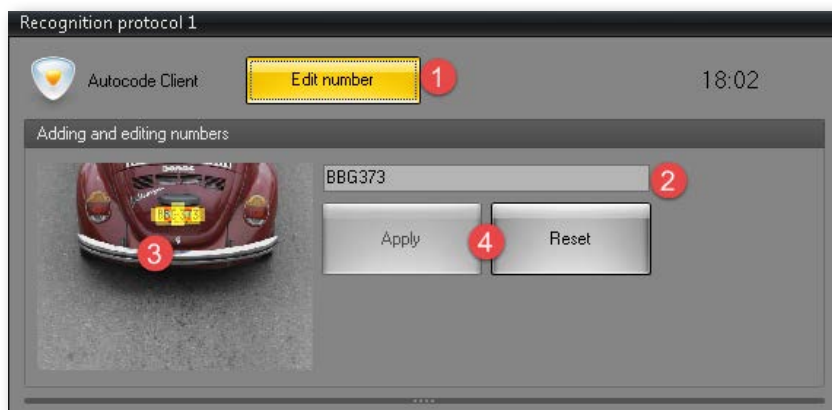 Recognition protocol 1
Autocode Client
Edit number
1
18:02
Adding and editing numbers
BBG373
2
BBG373
3
Apply
4
Reset